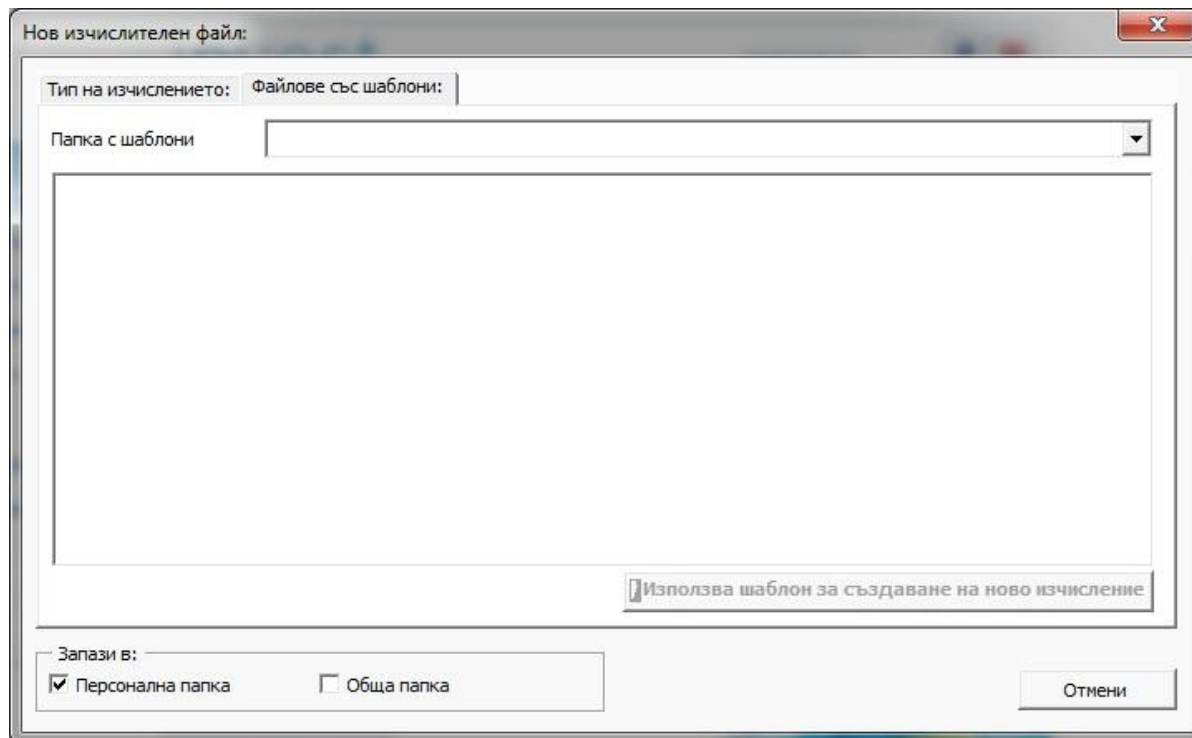 Нов изчислителен файл:
Тип на изчислението: Файлове със шаблони:
Папка с шаблони
Използва шаблон за създаване на ново изчисление
Запази в:
Персонална папка Обща папка
Отмени